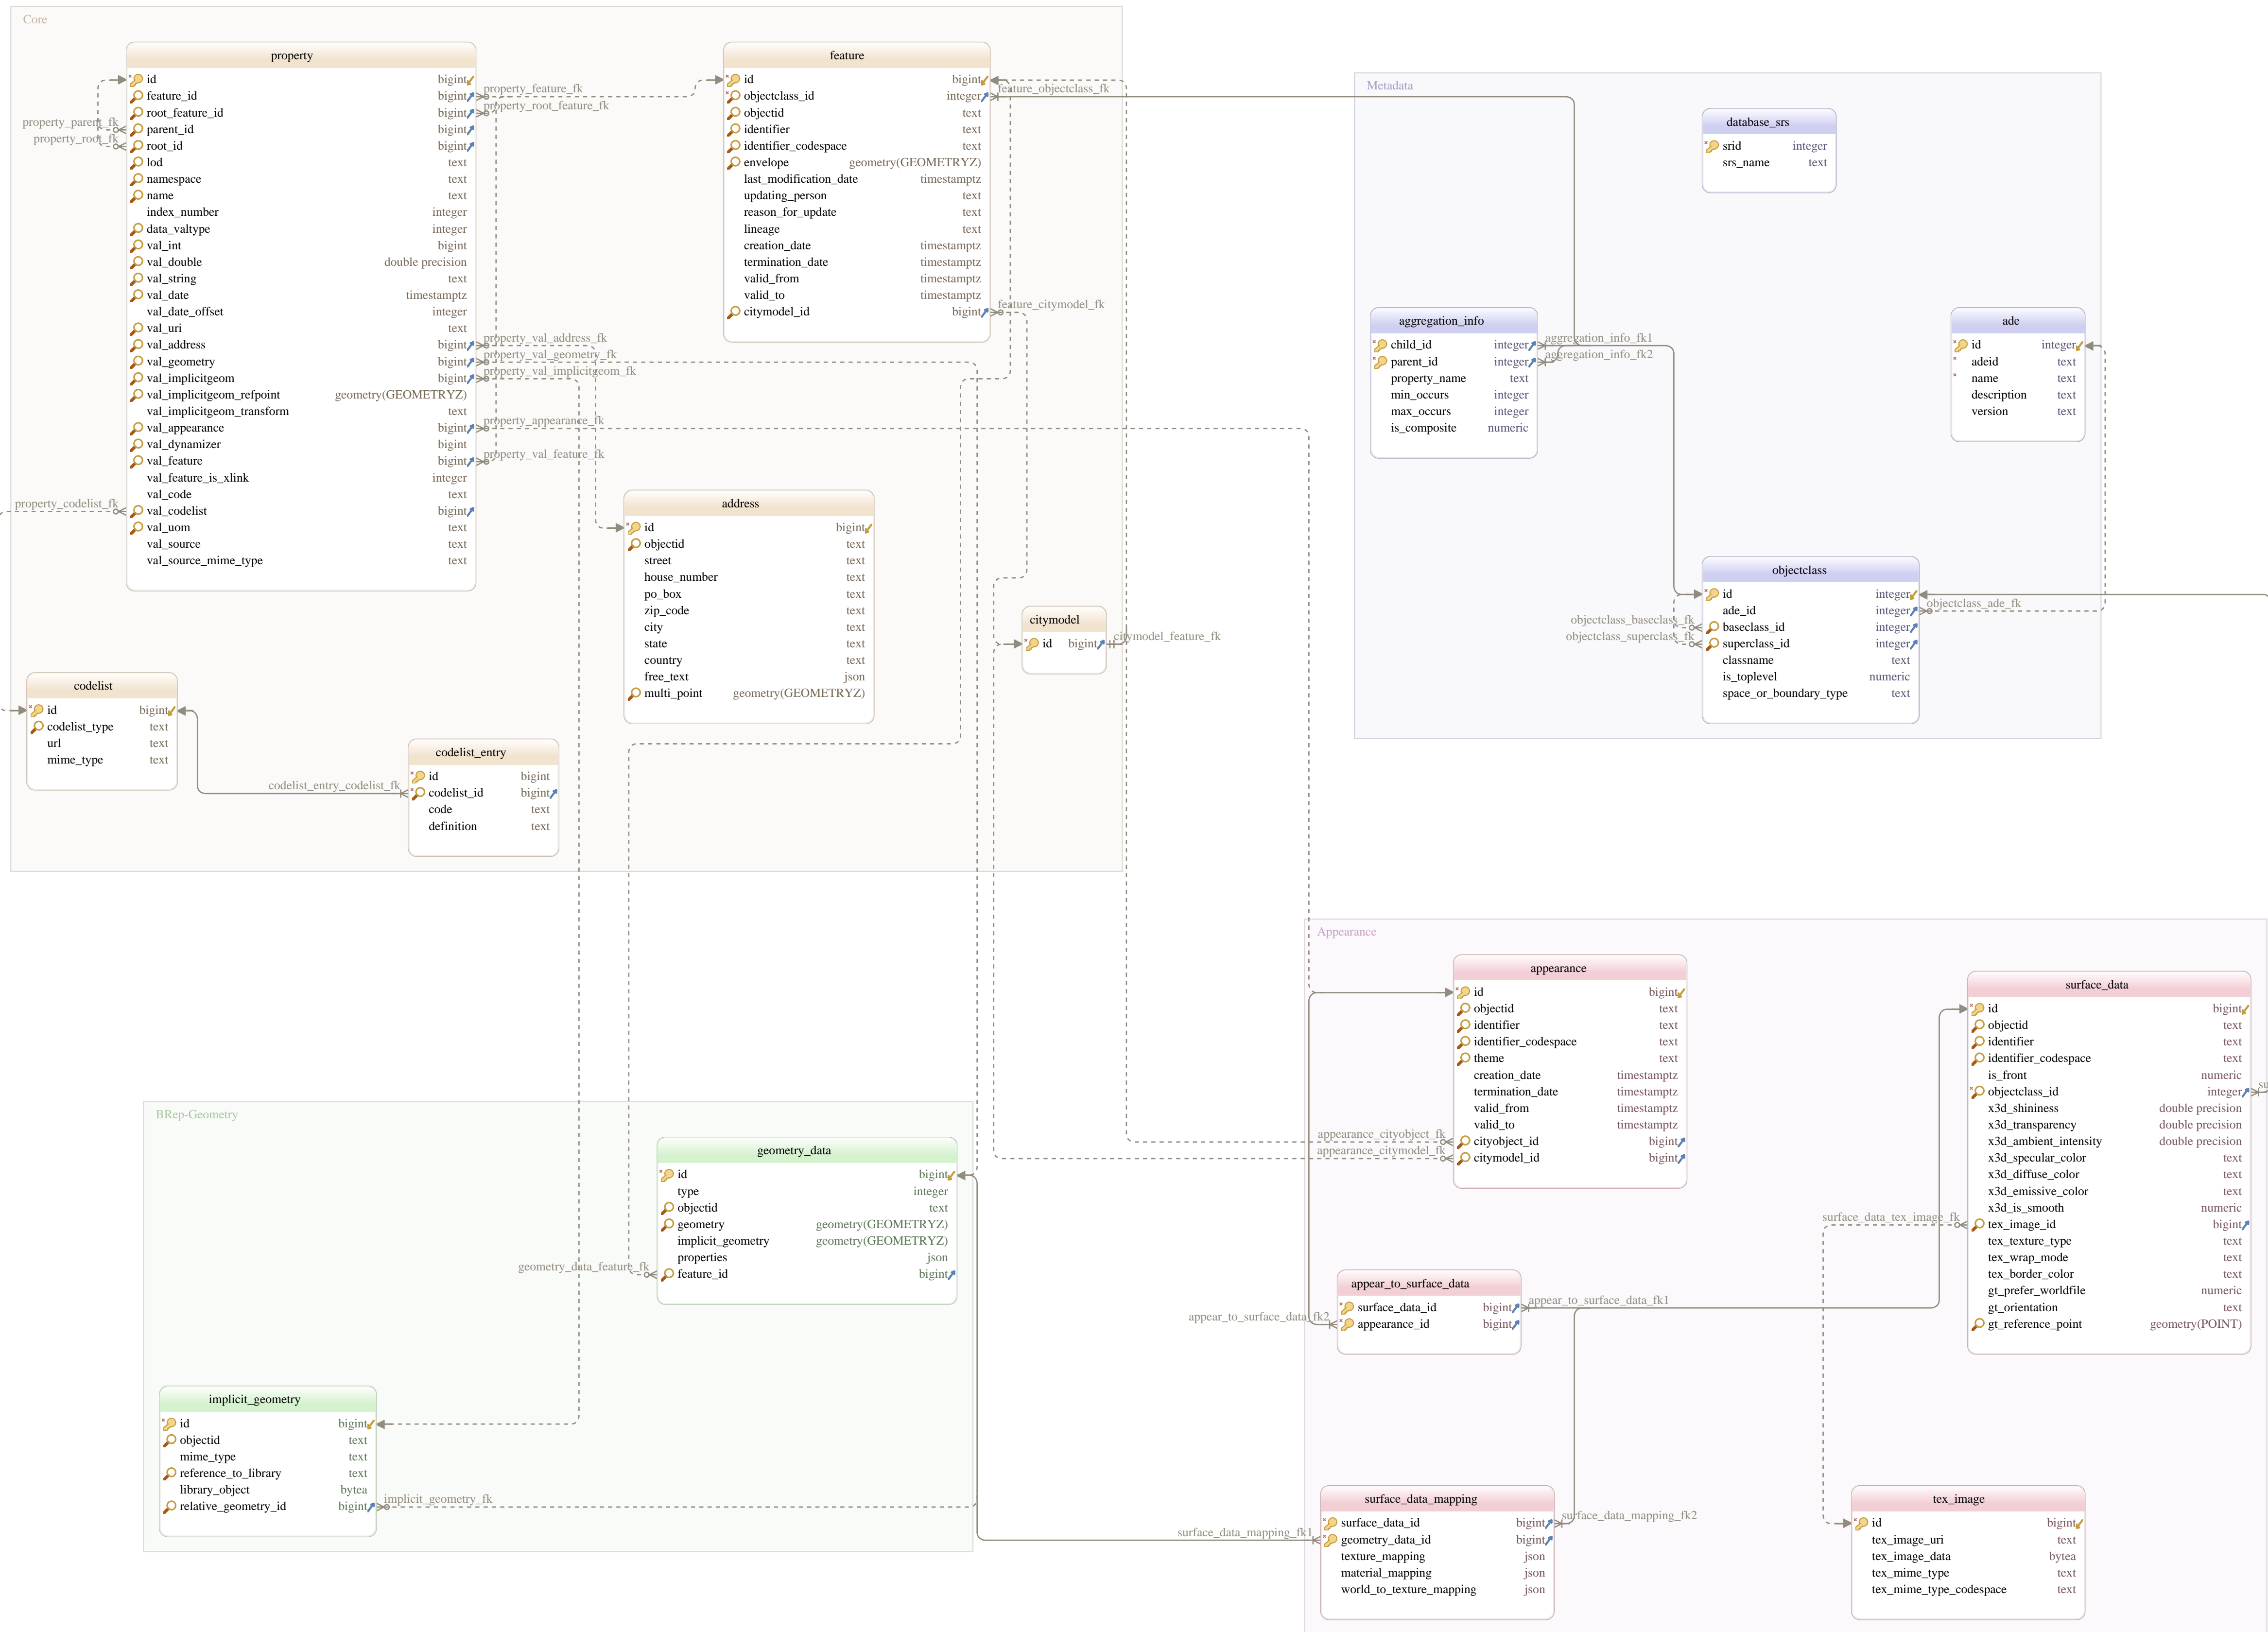 Core
property
id bigint
feature_id bigint
root_feature_id bigint
parent_id bigint
root_id bigint
lod text
namespace text
name text
index_number integer
data_valtype integer
val_int bigint
val_double double precision
val_string text
val_date timestamptz
val_date_offset integer
val_uri text
val_address bigint
val_geometry bigint
val_implicitgeom bigint
val_implicitgeom_refpoint geometry(GEOMETRYZ)
val_implicitgeom_transform text
val_appearance bigint
val_dynamizer bigint
val_feature bigint
val_feature_is_xlink integer
val_code text
val_codelist bigint
val_uom text
val_source text
val_source_mime_type text
property_parent_fk
property_root_fk
property_codelist_fk
property_feature_fk
property_root_feature_fk
property_val_address_fk
property_val_geometry_fk
property_val_implicitgeom_fk
property_appearance_fk
property_val_feature_fk
feature
id bigint
objectclass_id integer
objectid text
identifier text
identifier_codespace text
envelope geometry(GEOMETRYZ)
last_modification_date timestamptz
updating_person text
reason_for_update text
lineage text
creation_date timestamptz
termination_date timestamptz
valid_from timestamptz
valid_to timestamptz
citymodel_id bigint
feature_objectclass_fk
feature_citymodel_fk
address
id bigint
objectid text
street text
house_number text
po_box text
zip_code text
city text
state text
country text
free_text json
multi_point geometry(GEOMETRYZ)
citymodel
id bigint
citymodel_feature_fk
codelist
id bigint
codelist_type text
url text
mime_type text
codelist_entry_codelist_fk
codelist_entry
id bigint
codelist_id bigint
code text
definition text
Metadata
database_srs
srid integer
srs_name text
aggregation_info
child_id integer
parent_id integer
property_name text
min_occurs integer
max_occurs integer
is_composite numeric
aggregation_info_fk1
aggregation_info_fk2
ade
id integer
adeid text
name text
description text
version text
objectclass
id integer
ade_id integer
baseclass_id integer
superclass_id integer
classname text
is_toplevel numeric
space_or_boundary_type text
objectclass_baseclass_fk
objectclass_superclass_fk
objectclass_ade_fk
BRep-Geometry
geometry_data
id bigint
type integer
objectid text
geometry geometry(GEOMETRYZ)
implicit_geometry geometry(GEOMETRYZ)
properties json
feature_id bigint
geometry_data_feature_fk
implicit_geometry
id bigint
objectid text
mime_type text
reference_to_library text
library_object bytea
relative_geometry_id bigint
implicit_geometry_fk
Appearance
appearance
id bigint
objectid text
identifier text
identifier_codespace text
theme text
creation_date timestamptz
termination_date timestamptz
valid_from timestamptz
valid_to timestamptz
cityobject_id bigint
citymodel_id bigint
appearance_cityobject_fk
appearance_citymodel_fk
surface_data
id bigint
objectid text
identifier text
identifier_codespace text
is_front numeric
objectclass_id integer
x3d_shininess double precision
x3d_transparency double precision
x3d_ambient_intensity double precision
x3d_specular_color text
x3d_diffuse_color text
x3d_emissive_color text
x3d_is_smooth numeric
tex_image_id bigint
tex_texture_type text
tex_wrap_mode text
tex_border_color text
gt_prefer_worldfile numeric
gt_orientation text
gt_reference_point geometry(POINT)
su
surface_data_tex_image_fk
appear_to_surface_data
surface_data_id bigint
appearance_id bigint
appear_to_surface_data_fk1
appear_to_surface_data_fk2
surface_data_mapping
surface_data_id bigint
geometry_data_id bigint
texture_mapping json
material_mapping json
world_to_texture_mapping json
surface_data_mapping_fk1
surface_data_mapping_fk2
tex_image
id bigint
tex_image_uri text
tex_image_data bytea
tex_mime_type text
tex_mime_type_codespace text